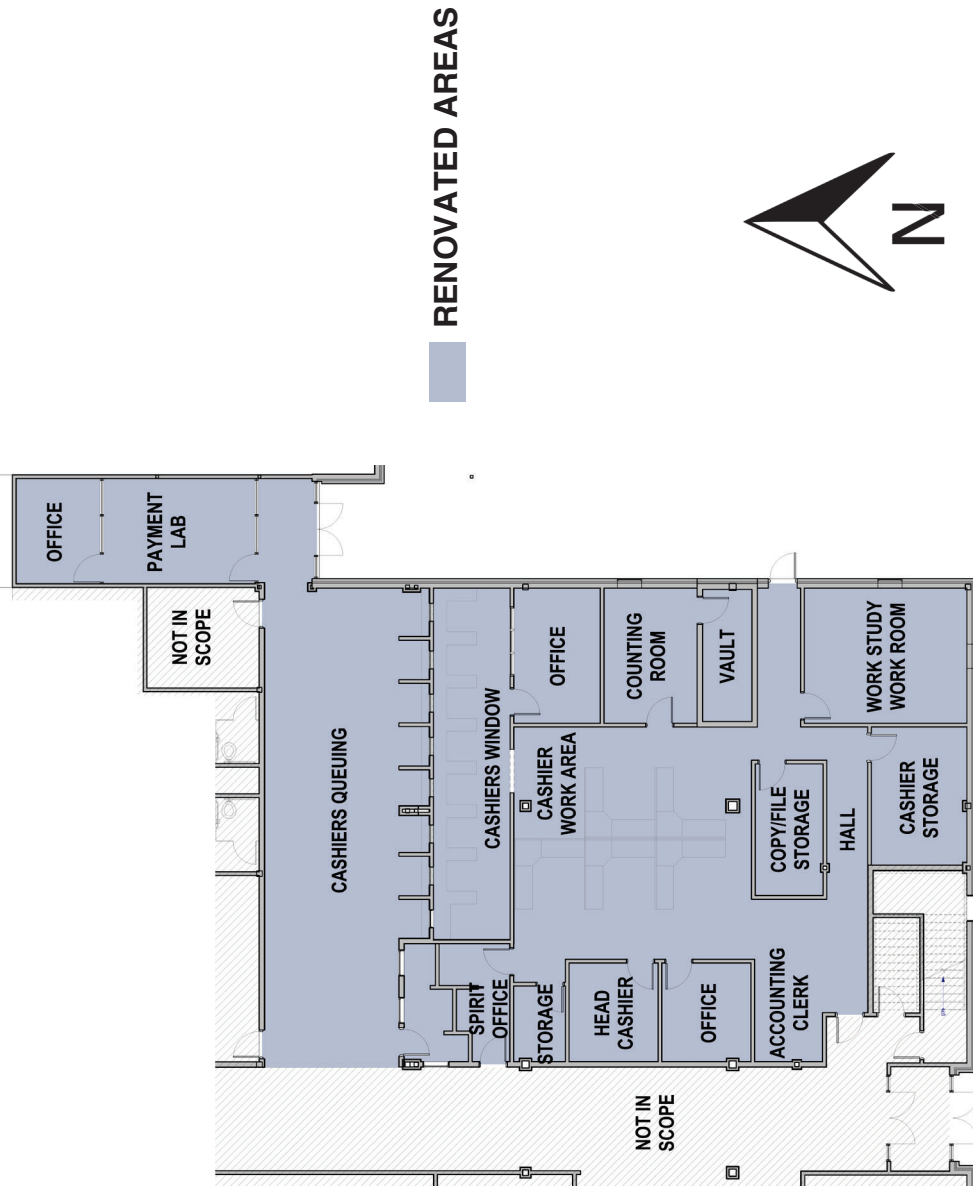 RENOVATED AREAS
N
OFFICE
PAYMENT
LAB
NOT IN
SCOPE
CASHIERS QUEUING
CASHIERS WINDOW
OFFICE
COUNTING
ROOM
VAULT
WORK STUDY
WORK ROOM
CASHIER
WORK AREA
COPY/FILE
STORAGE
HALL
CASHIER
STORAGE
SPIRIT
OFFICE
STORAGE
HEAD
CASHIER
OFFICE
ACCOUNTING
CLERK
NOT IN
SCOPE